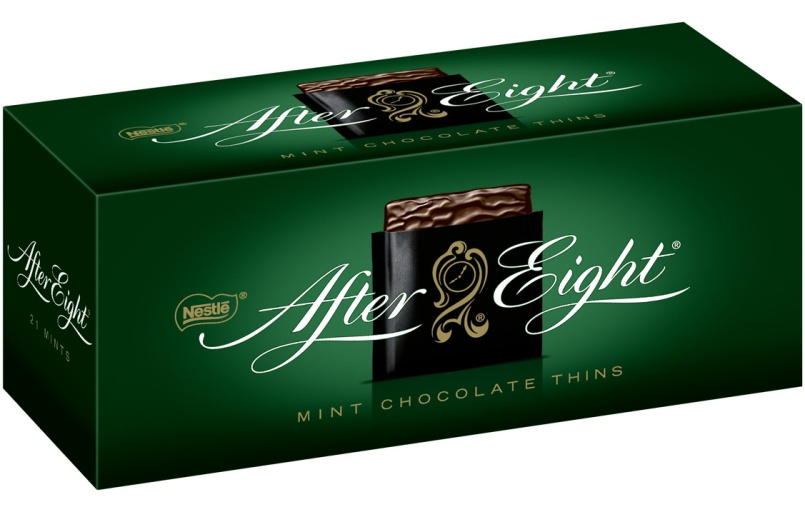 Nestlé® After Eight®
MINT CHOCOLATE THINS
Nestlé® After Eight®
MINT CHOCOLATE THINS
After Eight
21 MINTS